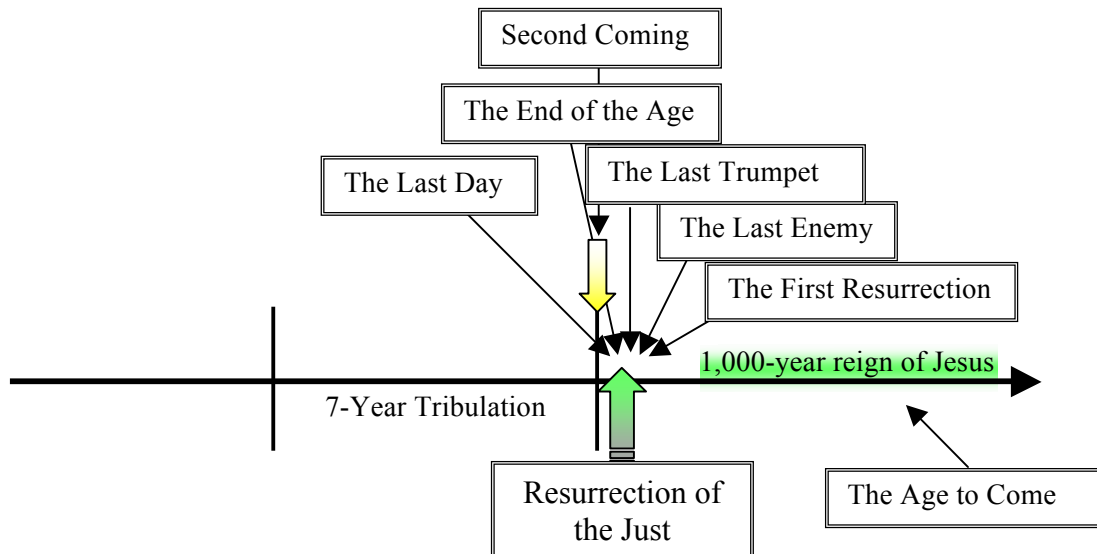 Second Coming
The End of the Age
The Last Day
The Last Trumpet
The Last Enemy
The First Resurrection
1,000-year reign of Jesus
7-Year Tribulation
Resurrection of
the Just
The Age to Come